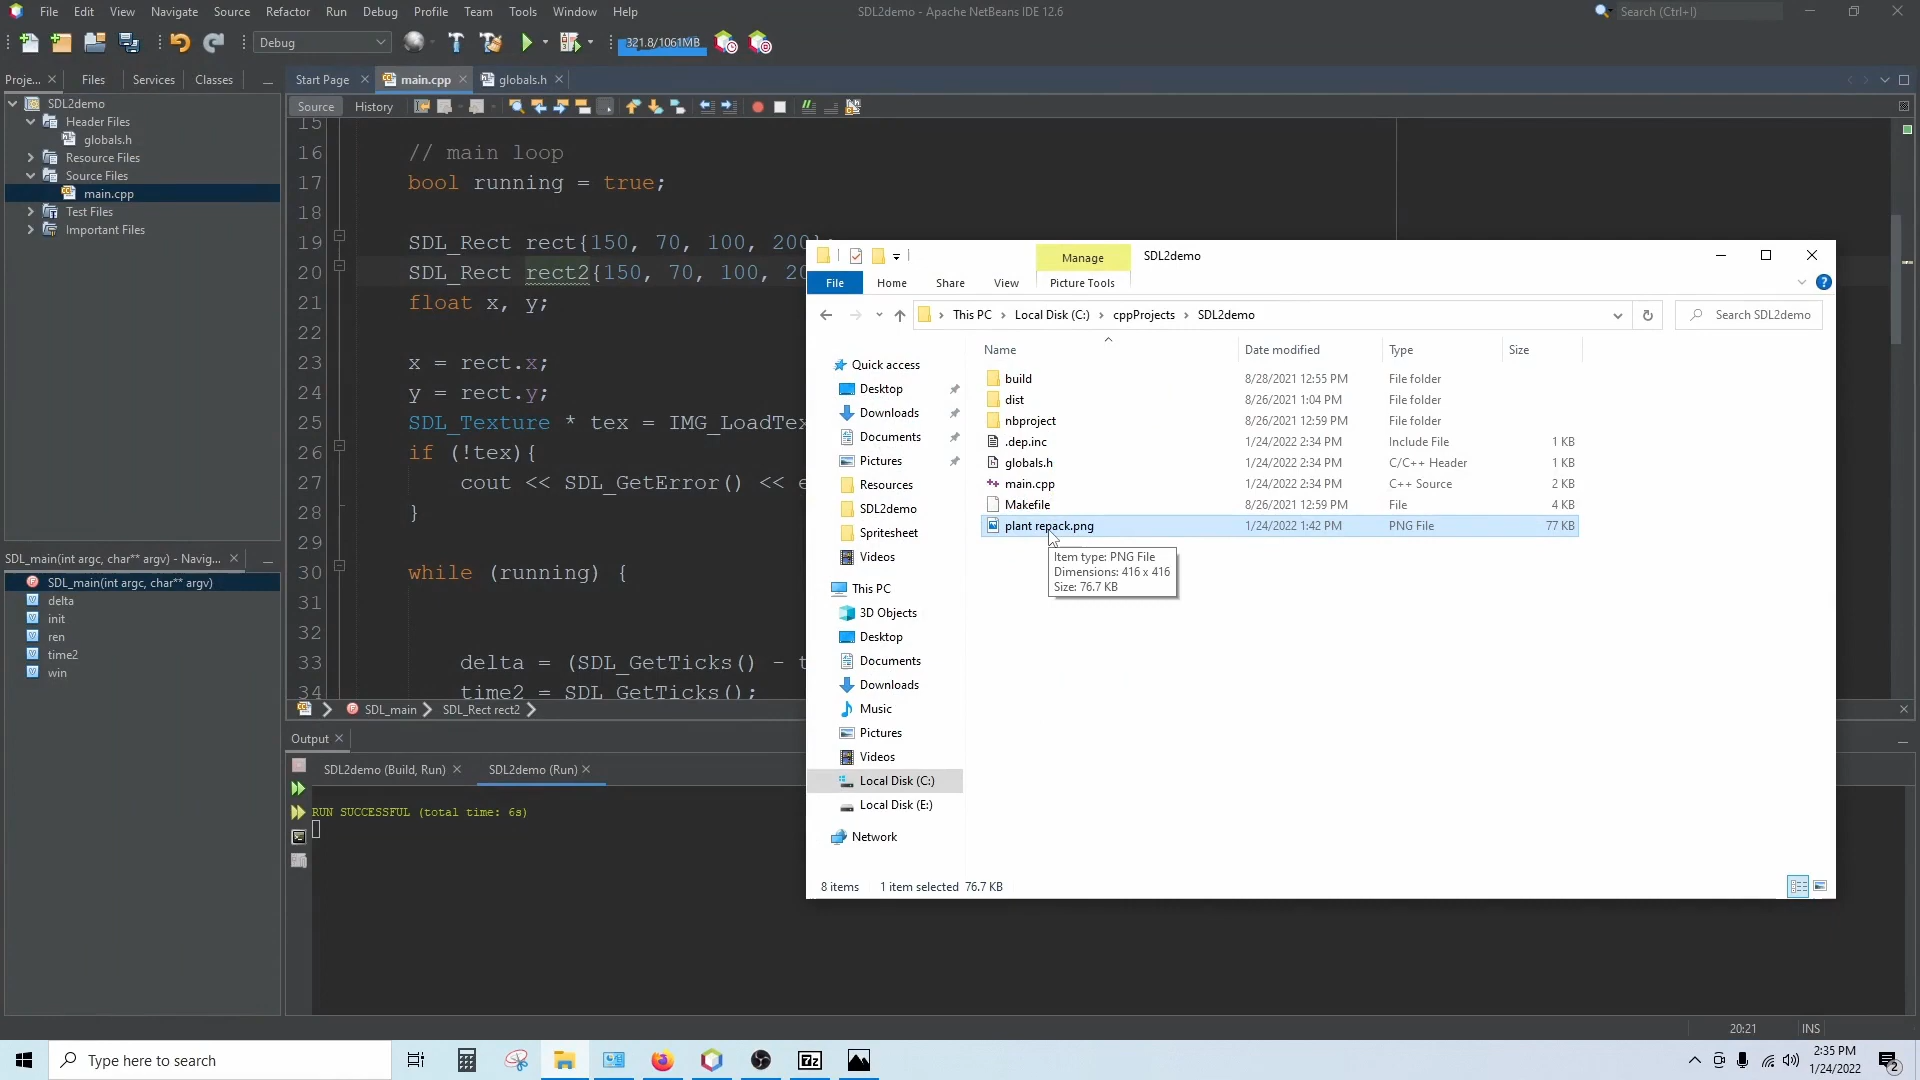 File Edit View Navigate Source Refactor Run Debug Profile Team Tools Window Help
SDL2demo - Apache NetBeans IDE 12.6
Search (Ctrl+I)
Debug
321.8/1061MB
Proje...
Files
Services
Classes
SDL2demo
Header Files
globals.h
Resource Files
Source Files
main.cpp
Test Files
Important Files
SDL_main(int argc, char** argv) - Navig...
SDL_main(int argc, char** argv)
delta
init
ren
time2
win
Start Page
main.cpp
globals.h
Source
History
15
16 // main loop
17 bool running = true;
18
19 SDL_Rect rect{150, 70, 100, 200};
20 SDL_Rect rect2{150, 70, 100, 20
21 float x, y;
22
23 x = rect.x;
24 y = rect.y;
25 SDL_Texture * tex = IMG_LoadTex
26 if (!tex){
27 cout << SDL_GetError() << e
28 }
29
30 while (running) {
31
32
33 delta = (SDL_GetTicks() - t
34 time2 = SDL_GetTicks();
SDL_main
SDL_Rect rect2
Output
SDL2demo (Build, Run)
SDL2demo (Run)
RUN SUCCESSFUL (total time: 6s)
Manage
SDL2demo
File
Home
Share
View
Picture Tools
This PC
Local Disk (C:)
cppProjects
SDL2demo
Search SDL2demo
Quick access
Desktop
Downloads
Documents
Pictures
Resources
SDL2demo
Spritesheet
Videos
This PC
3D Objects
Desktop
Documents
Downloads
Music
Pictures
Videos
Local Disk (C:)
Local Disk (E:)
Network
Name Date modified Type Size
build 8/28/2021 12:55 PM File folder
dist 8/26/2021 1:04 PM File folder
nbproject 8/26/2021 12:59 PM File folder
.dep.inc 1/24/2022 2:34 PM Include File 1 KB
globals.h 1/24/2022 2:34 PM C/C++ Header 1 KB
main.cpp 1/24/2022 2:34 PM C++ Source 2 KB
Makefile 8/26/2021 12:59 PM File 4 KB
plant repack.png 1/24/2022 1:42 PM PNG File 77 KB
Item type: PNG File
Dimensions: 416 x 416
Size: 76.7 KB
8 items
1 item selected 76.7 KB
20:21
INS
Type here to search
7z
2:35 PM
1/24/2022
2